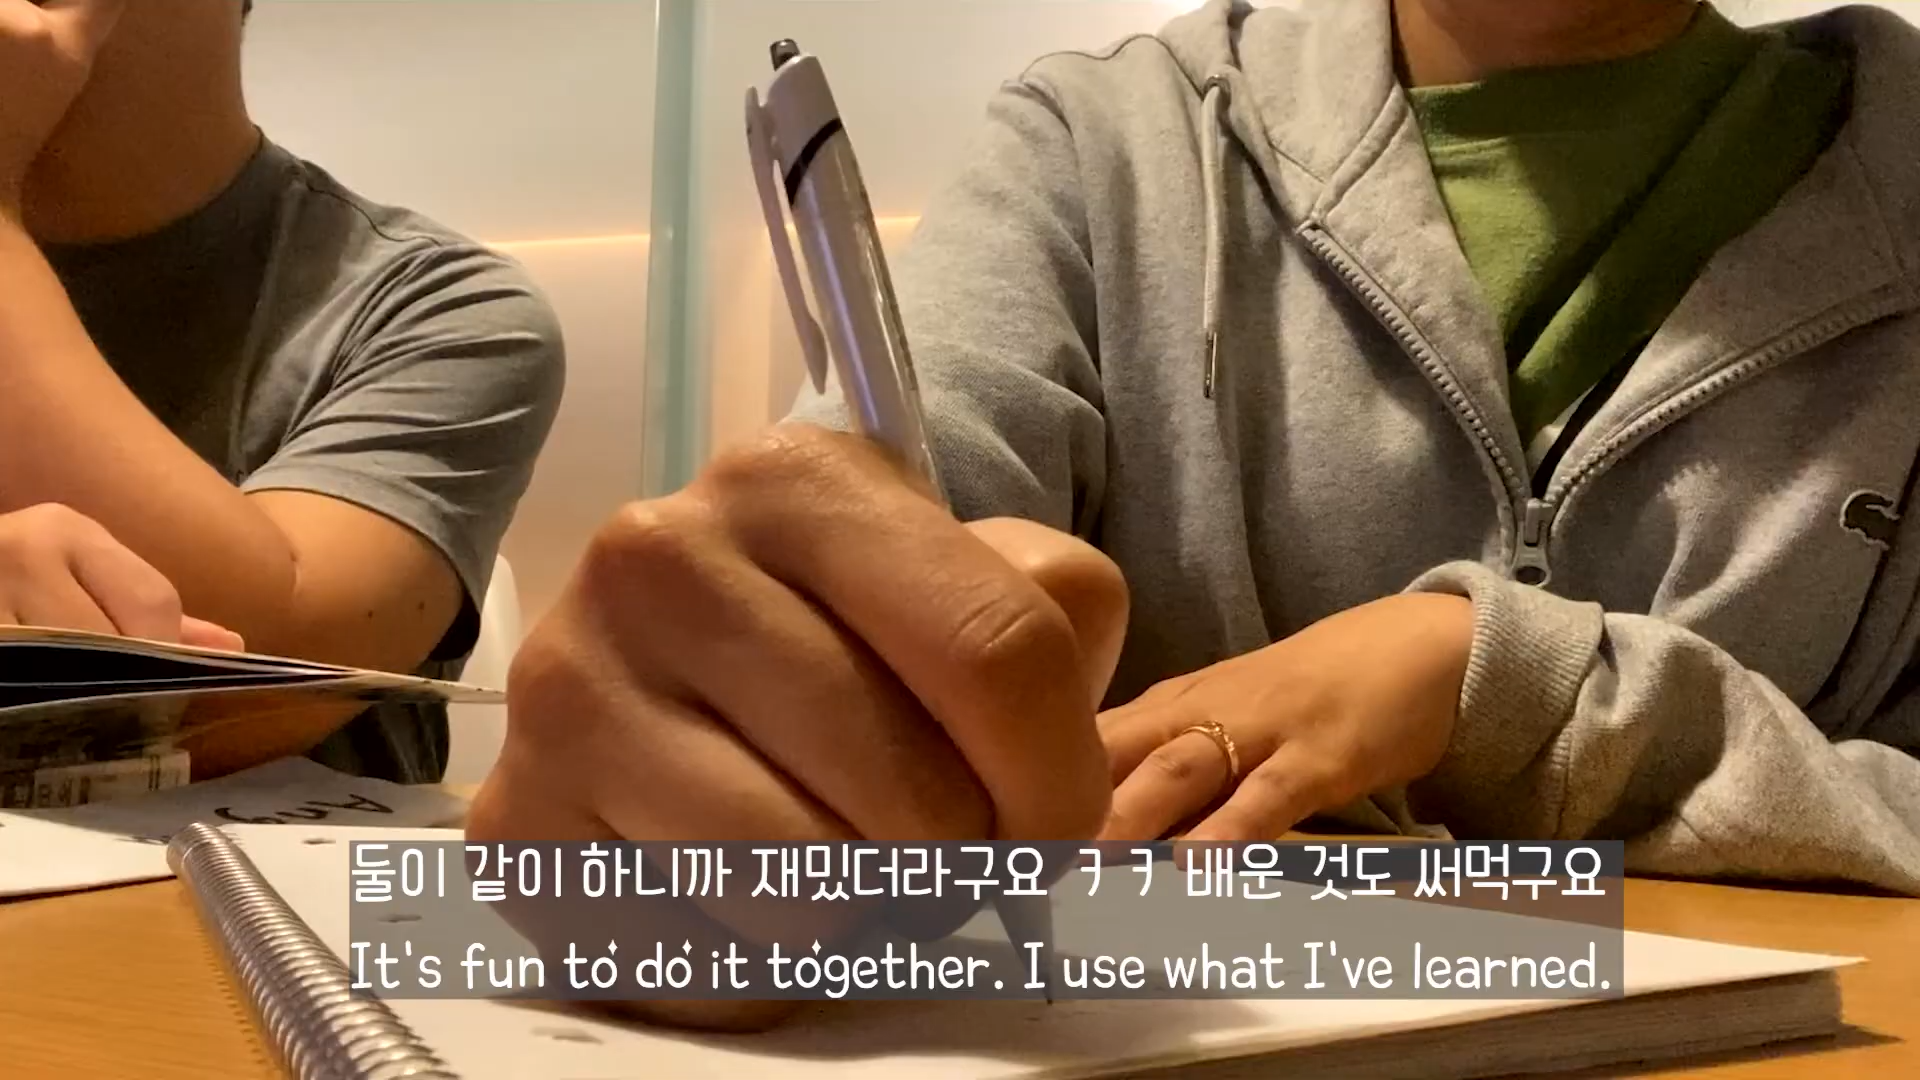 Ang
둘이 같이 하니까 재밌더라구요 ㅋㅋ 배운 것도 써먹구요
It's fun to do it together. I use what I've learned.